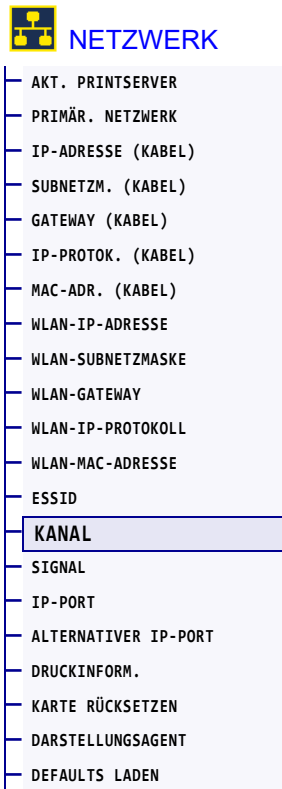 NETZWERK
AKT. PRINTSERVER
PRIMÄR. NETZWERK
IP-ADRESSE (KABEL)
SUBNETZM. (KABEL)
GATEWAY (KABEL)
IP-PROTOK. (KABEL)
MAC-ADR. (KABEL)
WLAN-IP-ADRESSE
WLAN-SUBNETZMASKE
WLAN-GATEWAY
WLAN-IP-PROTOKOLL
WLAN-MAC-ADRESSE
ESSID
KANAL
SIGNAL
IP-PORT
ALTERNATIVER IP-PORT
DRUCKINFORM.
KARTE RÜCKSETZEN
DARSTELLUNGSAGENT
DEFAULTS LADEN